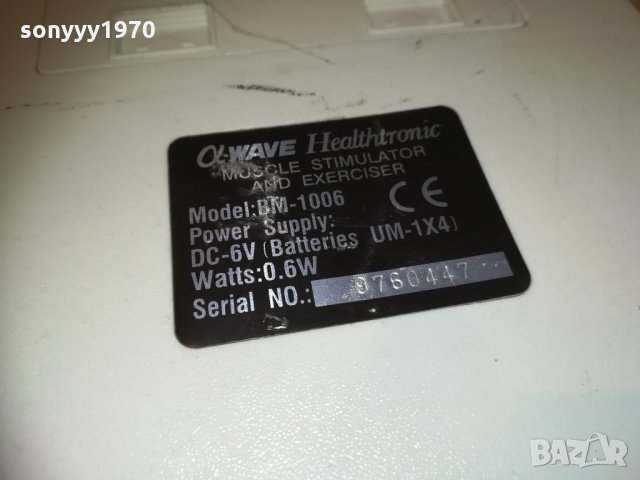 sonyyy1970
α-WAVE Healthtronic
MUSCLE STIMULATOR
AND EXERCISER
Model:BM-1006
CE
Power Supply:
DC-6V (Batteries UM-1X4)
Watts:0.6W
Serial NO.: 9760447
BAZAR